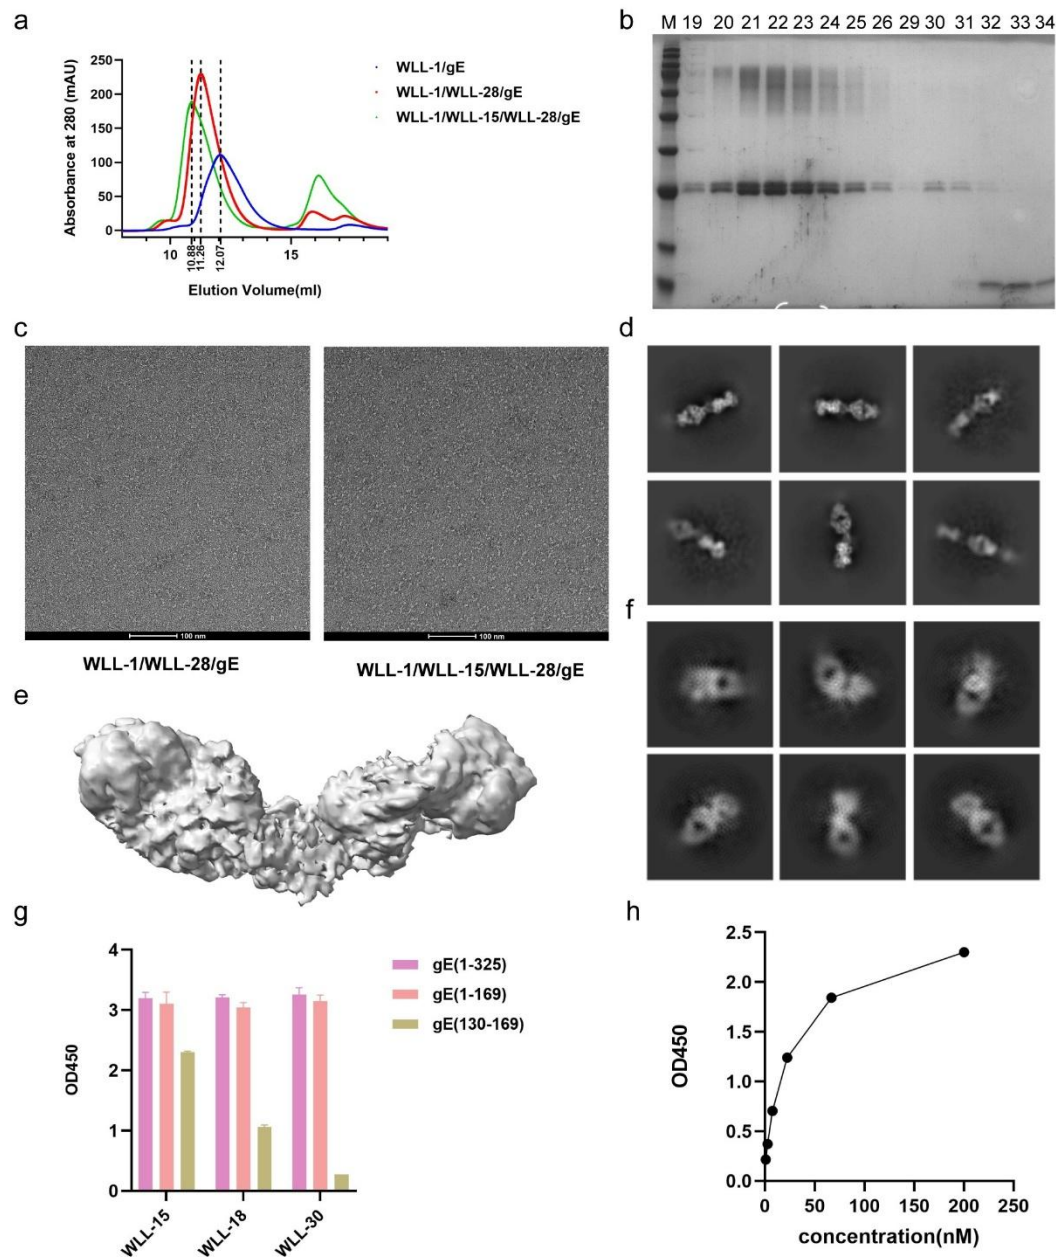 a
250
200
150
100
50
0
Absorbance at 280 (mAU)
10
10.88
11.26
12.07
15
Elution Volume(ml)
WLL-1/gE
WLL-1/WLL-28/gE
WLL-1/WLL-15/WLL-28/gE
b
M 19 20 21 22 23 24 25 26 29 30 31 32 33 34
c
100 nm
100 nm
WLL-1/WLL-28/gE
WLL-1/WLL-15/WLL-28/gE
d
e
f
g
4
3
2
1
0
OD450
WLL-15
WLL-18
WLL-30
gE(1-325)
gE(1-169)
gE(130-169)
h
2.5
2.0
1.5
1.0
0.5
0.0
OD450
0 50 100 150 200 250
concentration(nM)